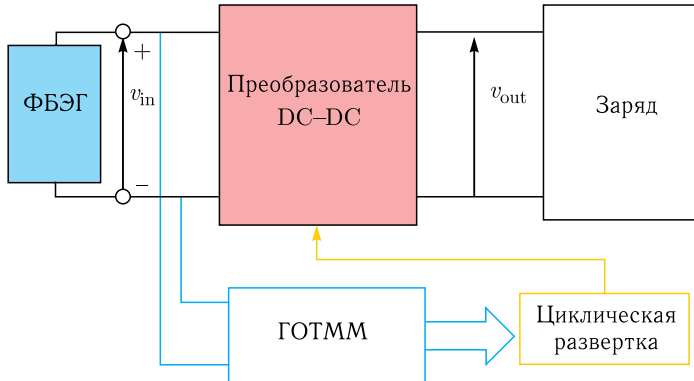 ФБЭГ
+
v_in
−
Преобразователь
DC–DC
v_out
Заряд
ГОТММ
Циклическая
развертка